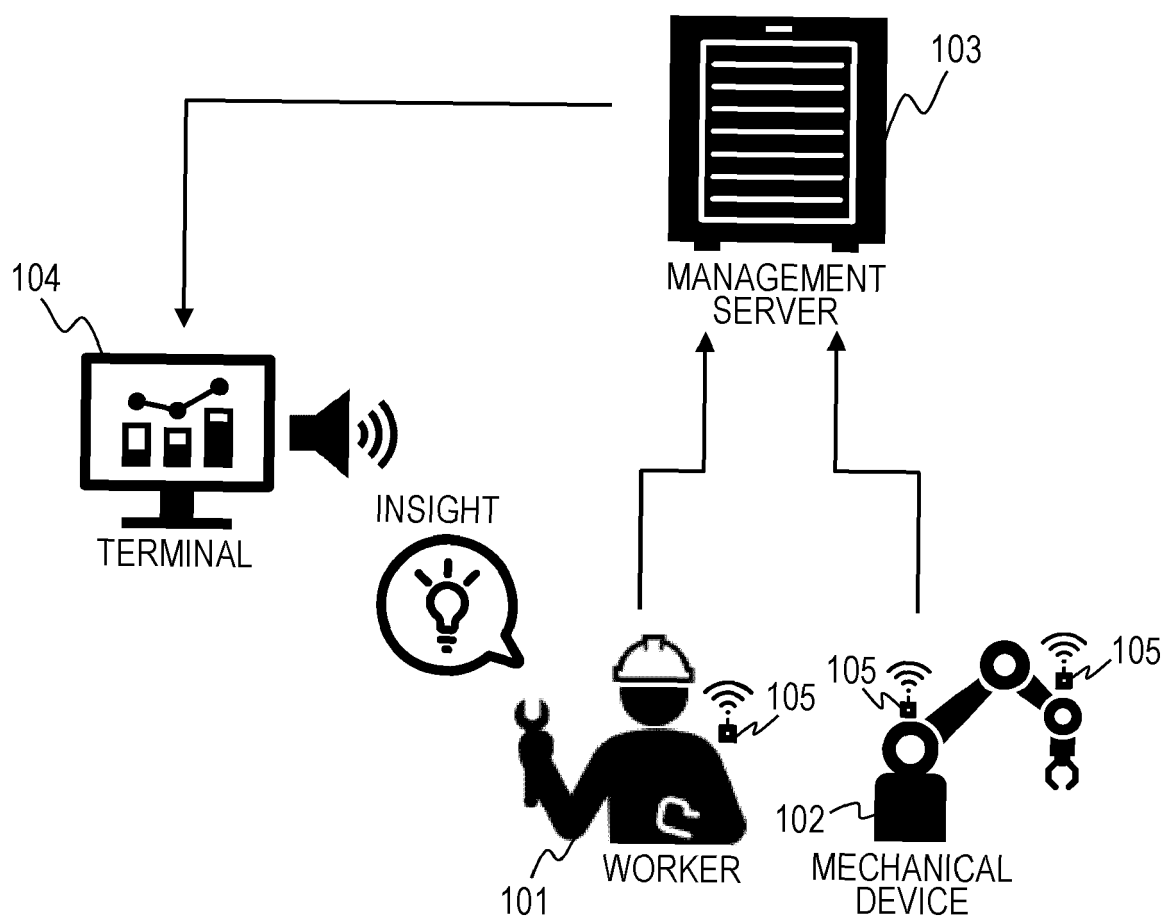 103
MANAGEMENT
SERVER
104
TERMINAL
INSIGHT
105
105
105
102
101
WORKER
MECHANICAL
DEVICE